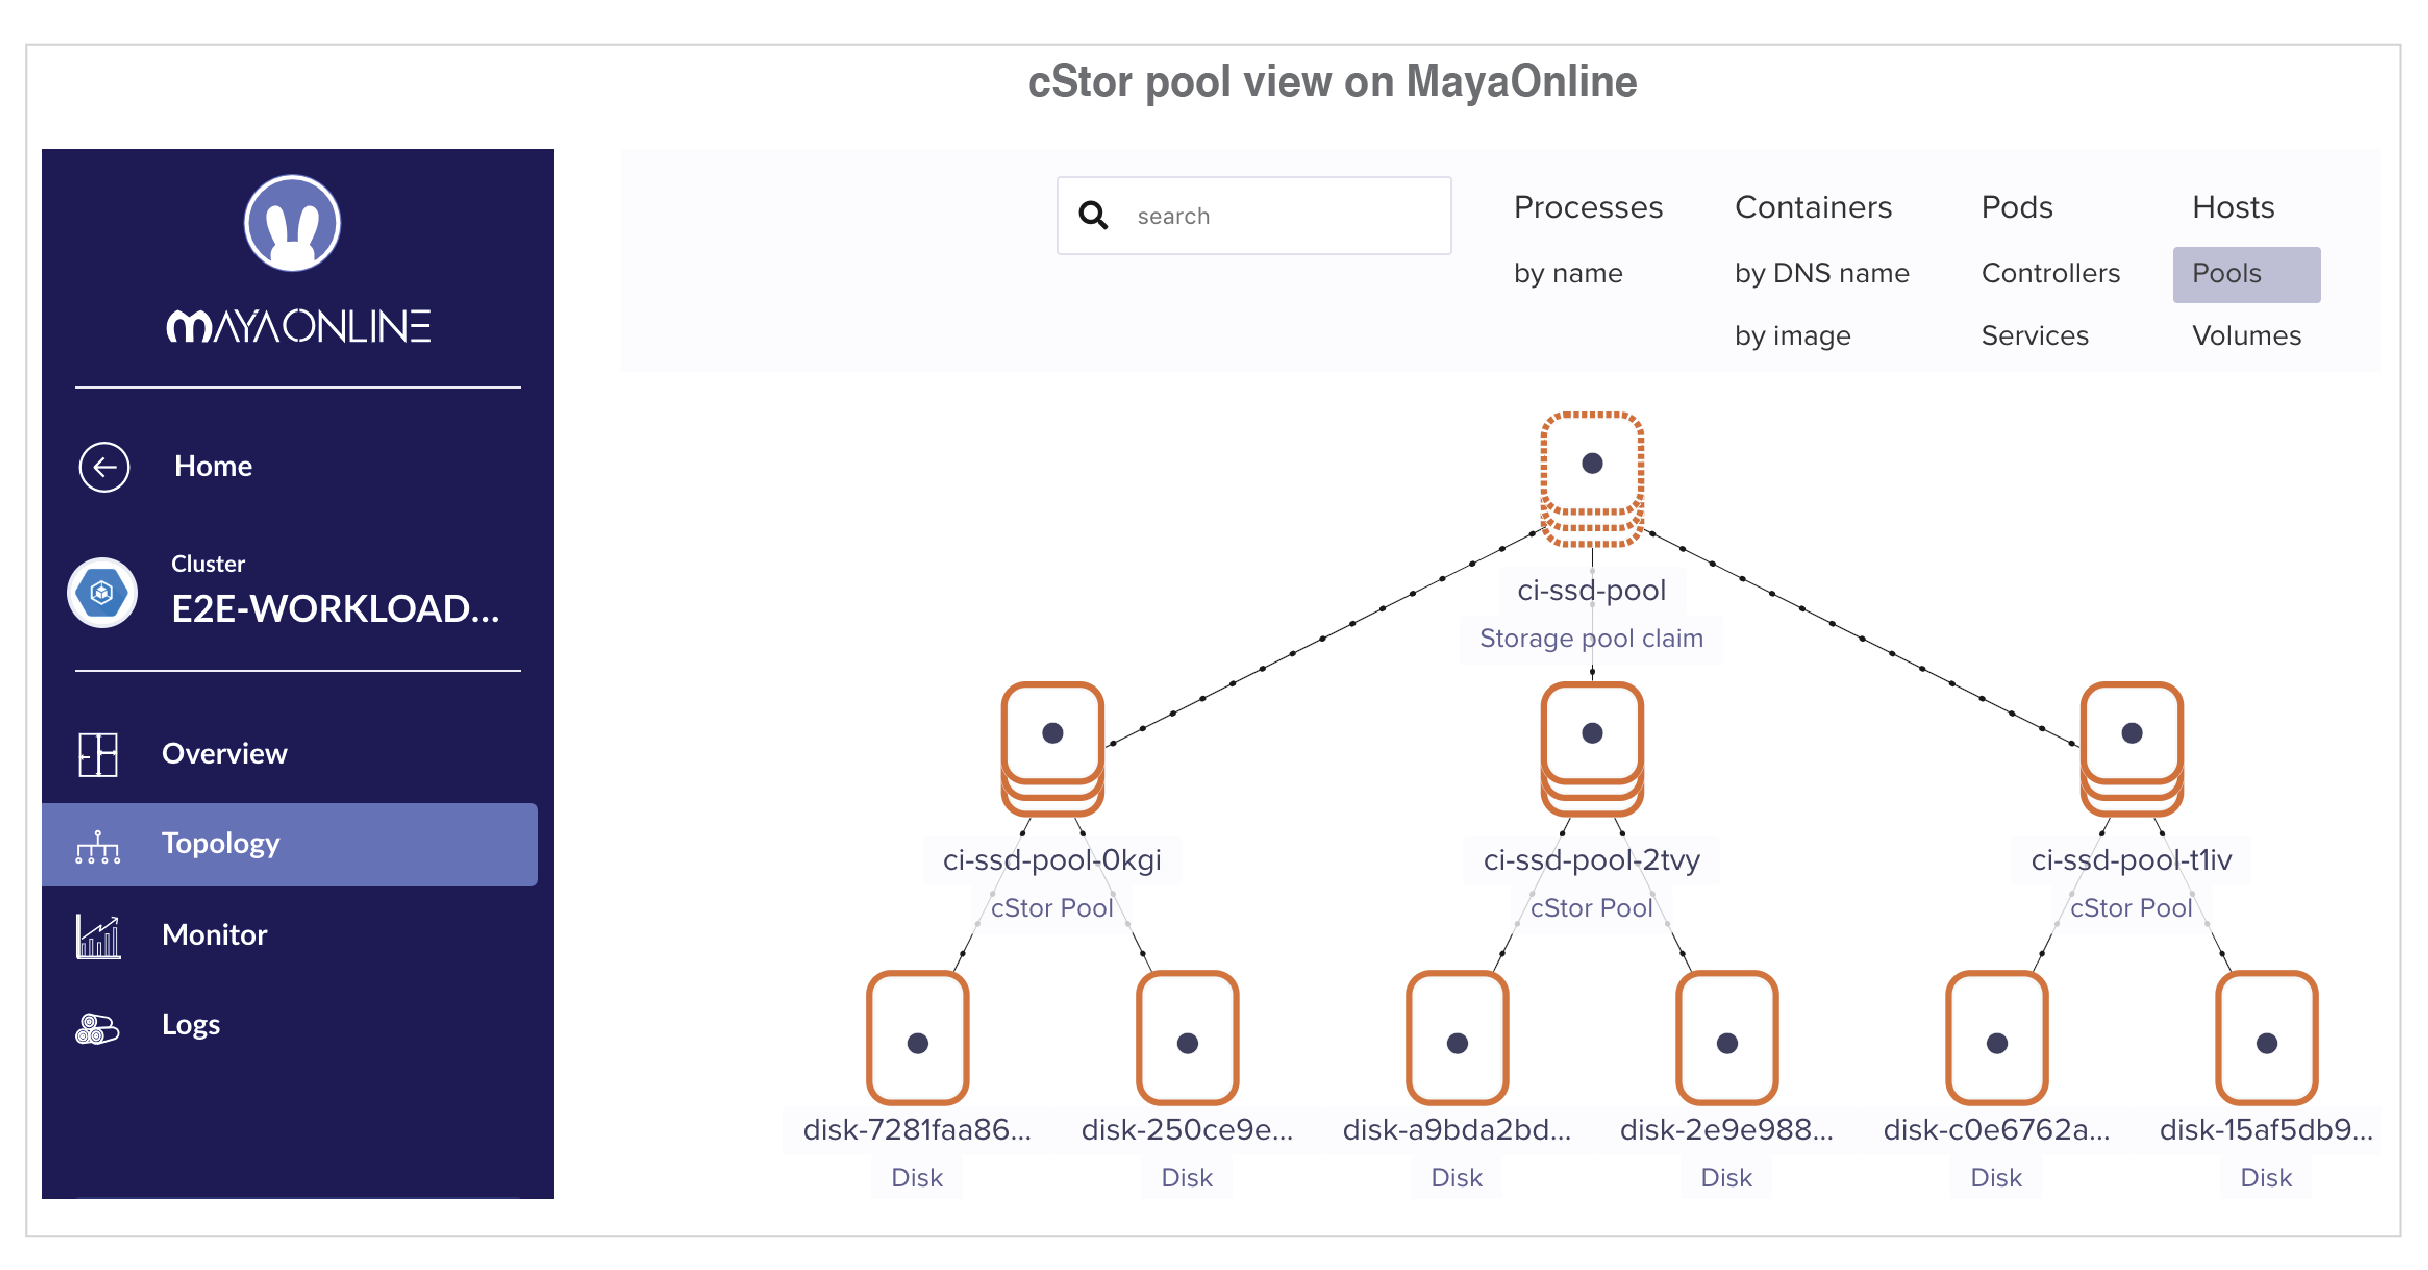 cStor pool view on MayaOnline
MAYAONLINE
Home
Cluster
E2E-WORKLOAD...
Overview
Topology
Monitor
Logs
search
Processes Containers Pods Hosts
by name by DNS name Controllers Pools
by image Services Volumes
ci-ssd-pool
Storage pool claim
ci-ssd-pool-0kgi ci-ssd-pool-2tvy ci-ssd-pool-t1iv
cStor Pool cStor Pool cStor Pool
disk-7281faa86... disk-250ce9e... disk-a9bda2bd... disk-2e9e988... disk-c0e6762a... disk-15af5db9...
Disk Disk Disk Disk Disk Disk